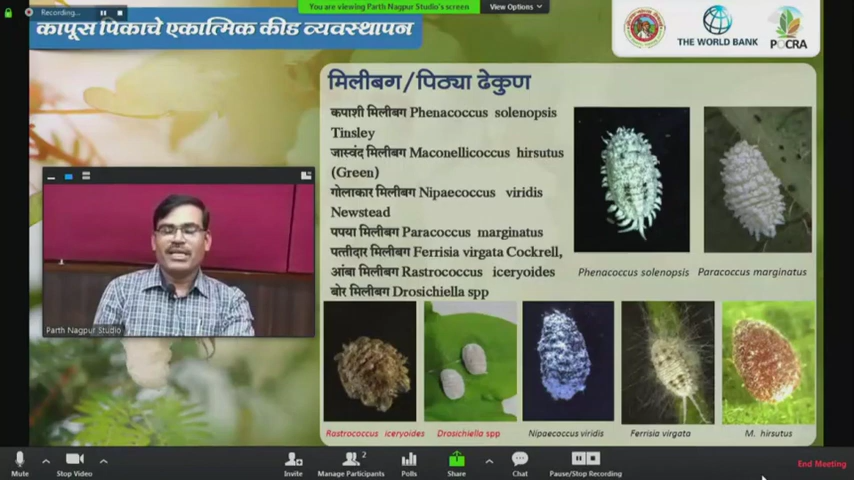 Recording...
You are viewing Parth Nagpur Studio's screen
View Options
कापूस पिकाचे एकात्मिक कीड व्यवस्थापन
THE WORLD BANK
POCRA
मिलीबग/पिठ्या ढेकुण
कपाशी मिलीबग Phenacoccus solenopsis
Tinsley
जास्वंद मिलीबग Maconellicoccus hirsutus
(Green)
गोलाकार मिलीबग Nipaecoccus viridis
Newstead
पपया मिलीबग Paracoccus marginatus
पत्तीदार मिलीबग Ferrisia virgata Cockrell,
आंबा मिलीबग Rastrococcus iceryoides
बोर मिलीबग Drosichiella spp
Phenacoccus solenopsis
Paracoccus marginatus
Parth Nagpur Studio
Rastrococcus iceryoides
Drosichiella spp
Nipaecoccus viridis
Ferrisia virgata
M. hirsutus
Mute
Stop Video
Invite
2
Manage Participants
Polls
Share
Chat
Pause/Stop Recording
End Meeting